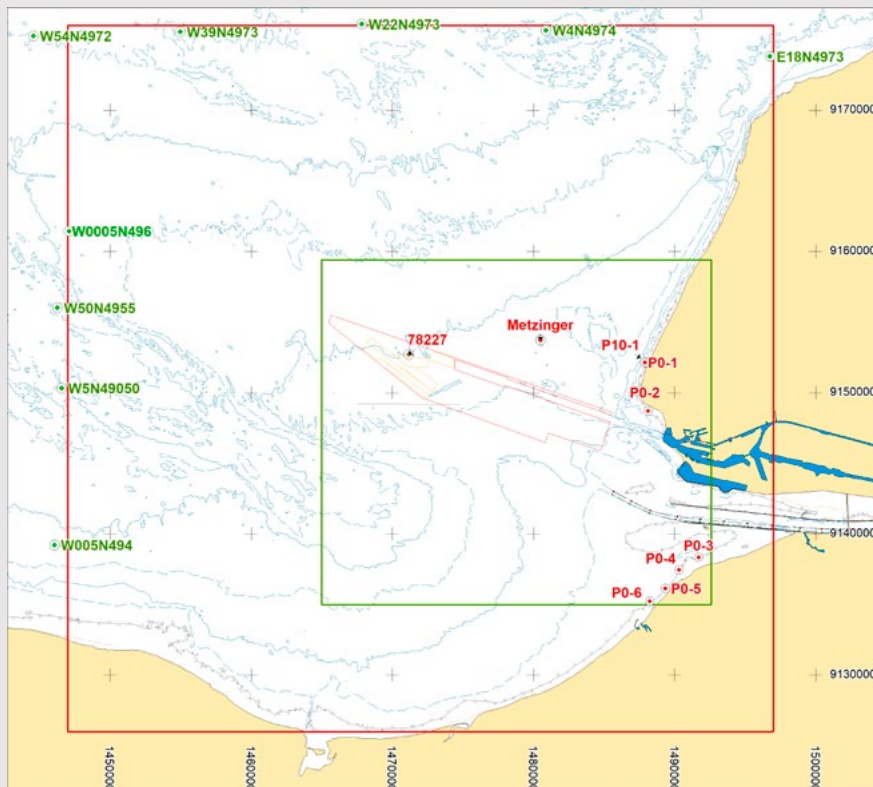 W22N4973
W4N4974
W39N4973
W54N4972
E18N4973
9170000
W0005N496
9160000
W50N4955
Metzinger
78227
P10-1
P0-1
W5N49050
P0-2
9150000
W005N494
P0-3
9140000
P0-4
P0-5
P0-6
9130000
1450000
1460000
1470000
1480000
1490000
1500000